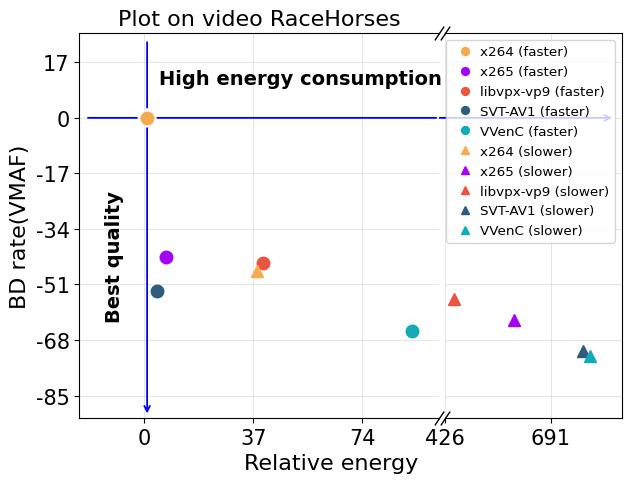 Plot on video RaceHorses
17
0
-17
-34
-51
-68
-85
BD rate(VMAF)
High energy consumption
Best quality
x264 (faster)
x265 (faster)
libvpx-vp9 (faster)
SVT-AV1 (faster)
VVenC (faster)
x264 (slower)
x265 (slower)
libvpx-vp9 (slower)
SVT-AV1 (slower)
VVenC (slower)
0 37 74 426 691
Relative energy